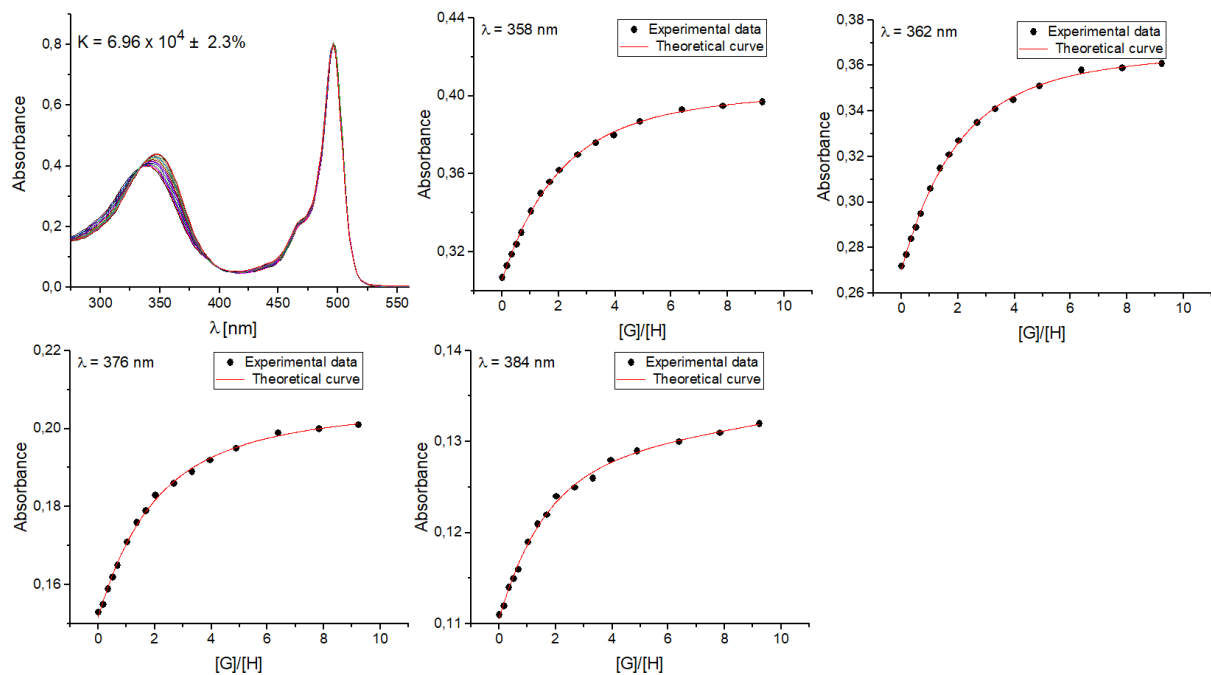 K = 6.96 x 10⁴ ± 2.3%
Absorbance
0,8
0,6
0,4
0,2
0,0
300 350 400 450 500 550
λ [nm]
λ = 358 nm
Experimental data
Theoretical curve
Absorbance
0,44
0,40
0,36
0,32
0 2 4 6 8 10
[G]/[H]
λ = 362 nm
Experimental data
Theoretical curve
Absorbance
0,38
0,36
0,34
0,32
0,30
0,28
0,26
0 2 4 6 8 10
[G]/[H]
λ = 376 nm
Experimental data
Theoretical curve
Absorbance
0,22
0,20
0,18
0,16
0 2 4 6 8 10
[G]/[H]
λ = 384 nm
Experimental data
Theoretical curve
Absorbance
0,14
0,13
0,12
0,11
0 2 4 6 8 10
[G]/[H]